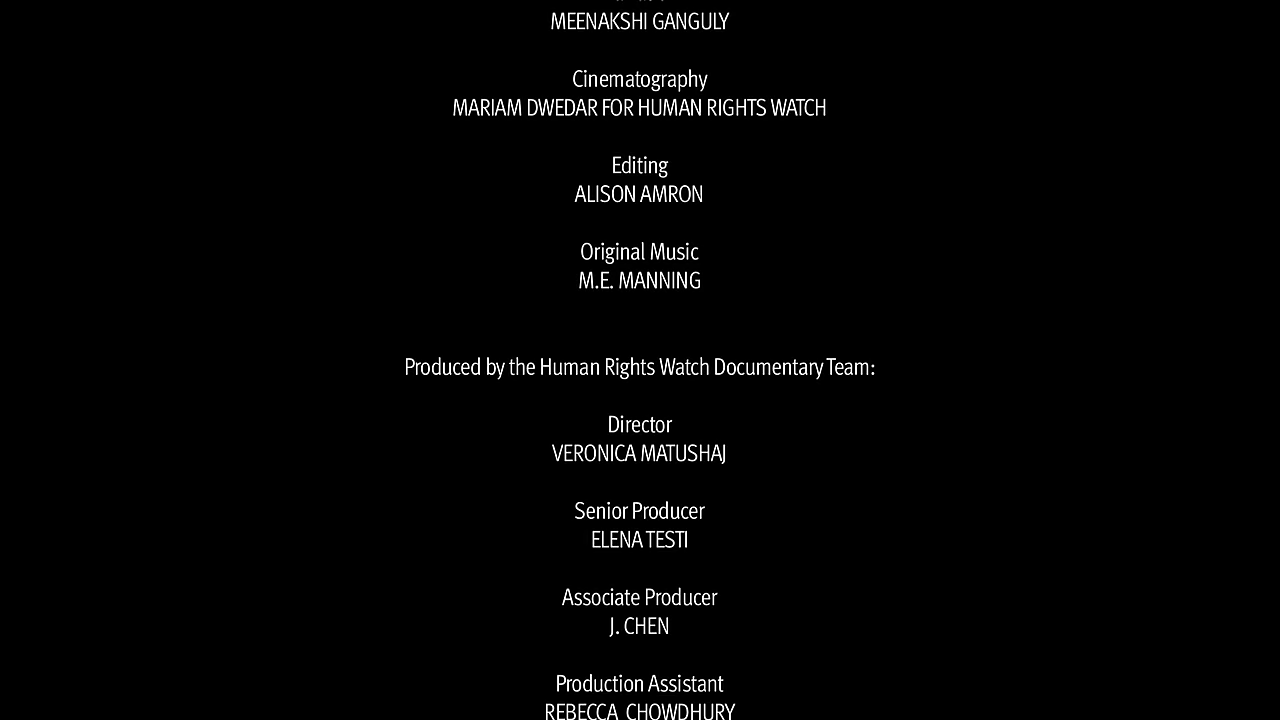 MEENAKSHI GANGULY
Cinematography
MARIAM DWEDAR FOR HUMAN RIGHTS WATCH
Editing
ALISON AMRON
Original Music
M.E. MANNING
Produced by the Human Rights Watch Documentary Team:
Director
VERONICA MATUSHAJ
Senior Producer
ELENA TESTI
Associate Producer
J. CHEN
Production Assistant
REBECCA CHOWDHURY